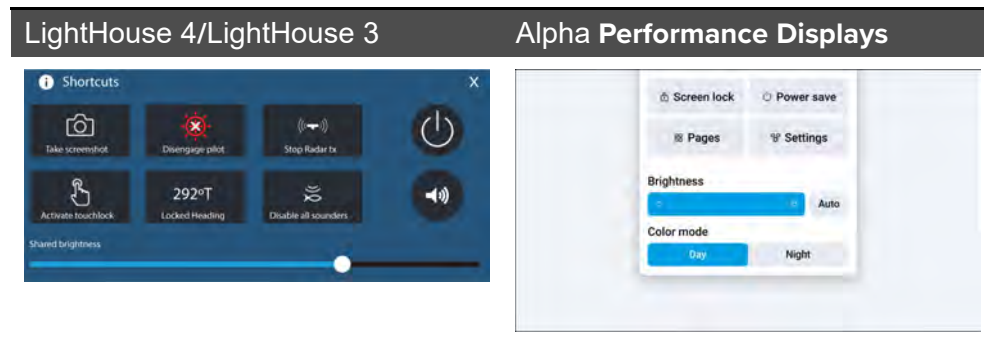 LightHouse 4/LightHouse 3
Alpha Performance Displays
Shortcuts
X
Take screenshot
Disengage pilot
Stop Radar tx
292°T
Activate touchlock
Locked Heading
Disable all sounders
Shared brightness
Screen lock
Power save
Pages
Settings
Brightness
Auto
Color mode
Day
Night